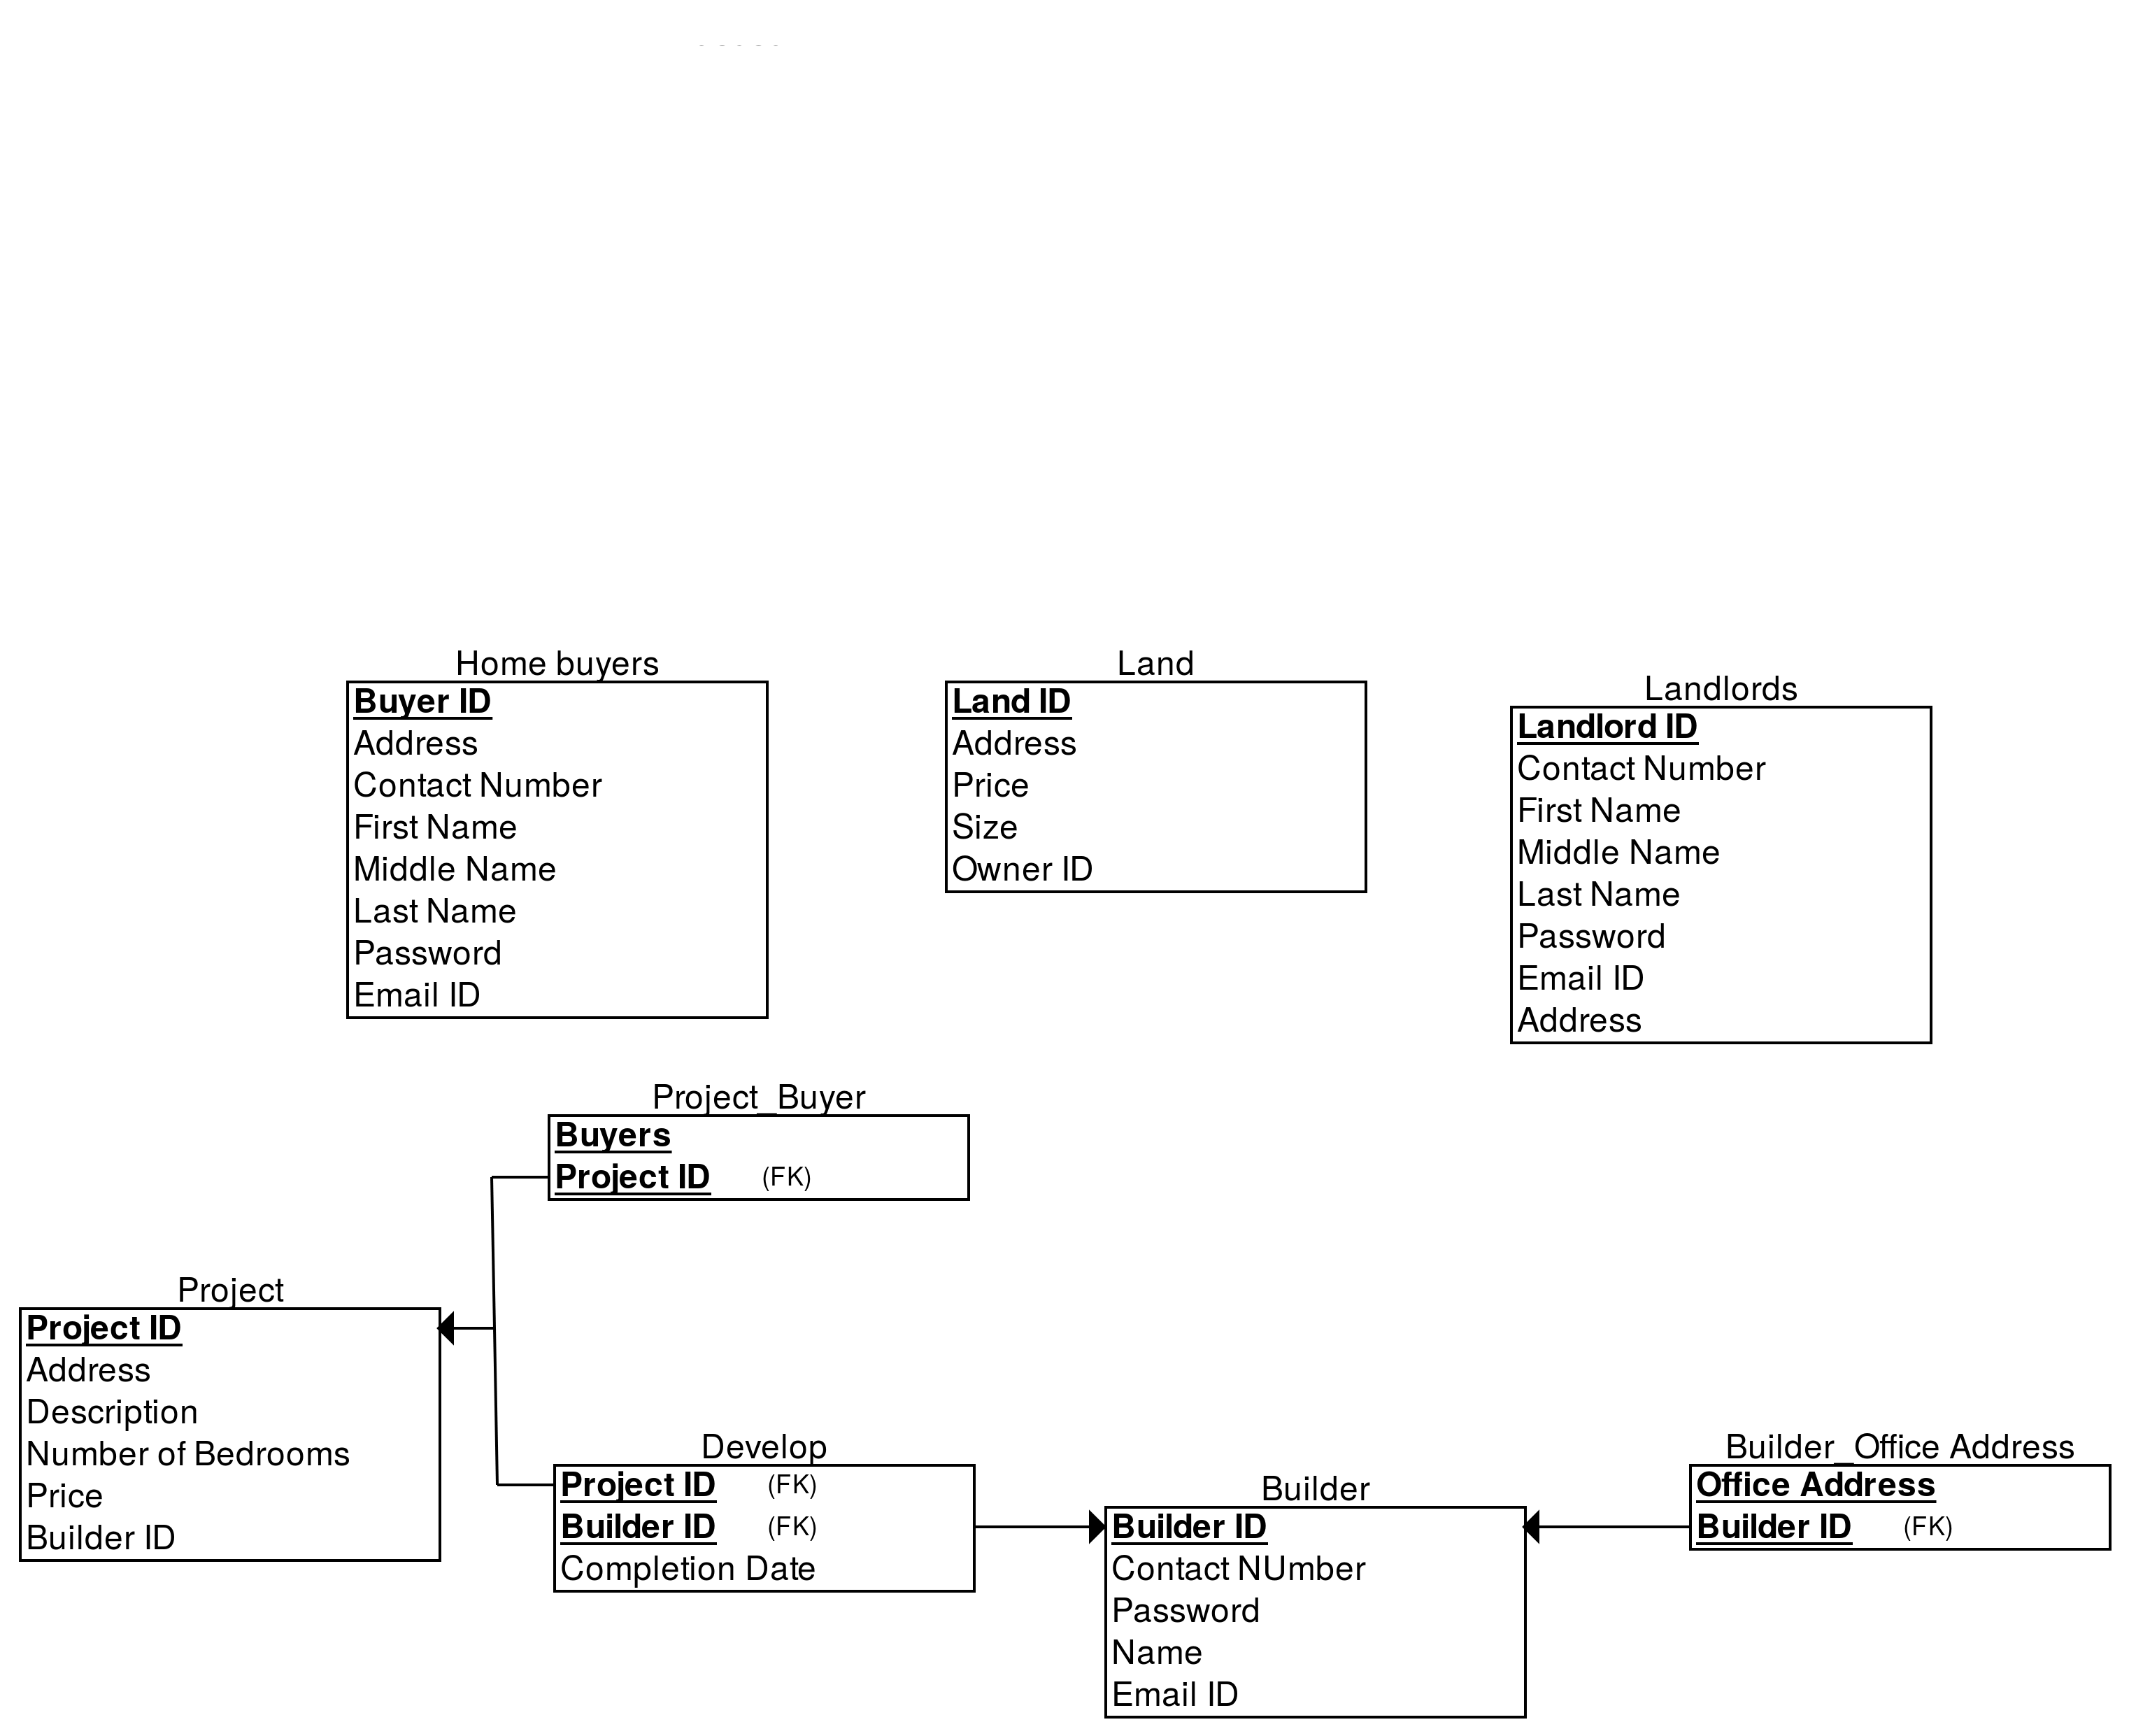 Home buyers
Buyer ID
Address
Contact Number
First Name
Middle Name
Last Name
Password
Email ID
Land
Land ID
Address
Price
Size
Owner ID
Landlords
Landlord ID
Contact Number
First Name
Middle Name
Last Name
Password
Email ID
Address
Project_Buyer
Buyers
Project ID (FK)
Project
Project ID
Address
Description
Number of Bedrooms
Price
Builder ID
Develop
Project ID (FK)
Builder ID (FK)
Completion Date
Builder
Builder ID
Contact NUmber
Password
Name
Email ID
Builder_Office Address
Office Address
Builder ID (FK)